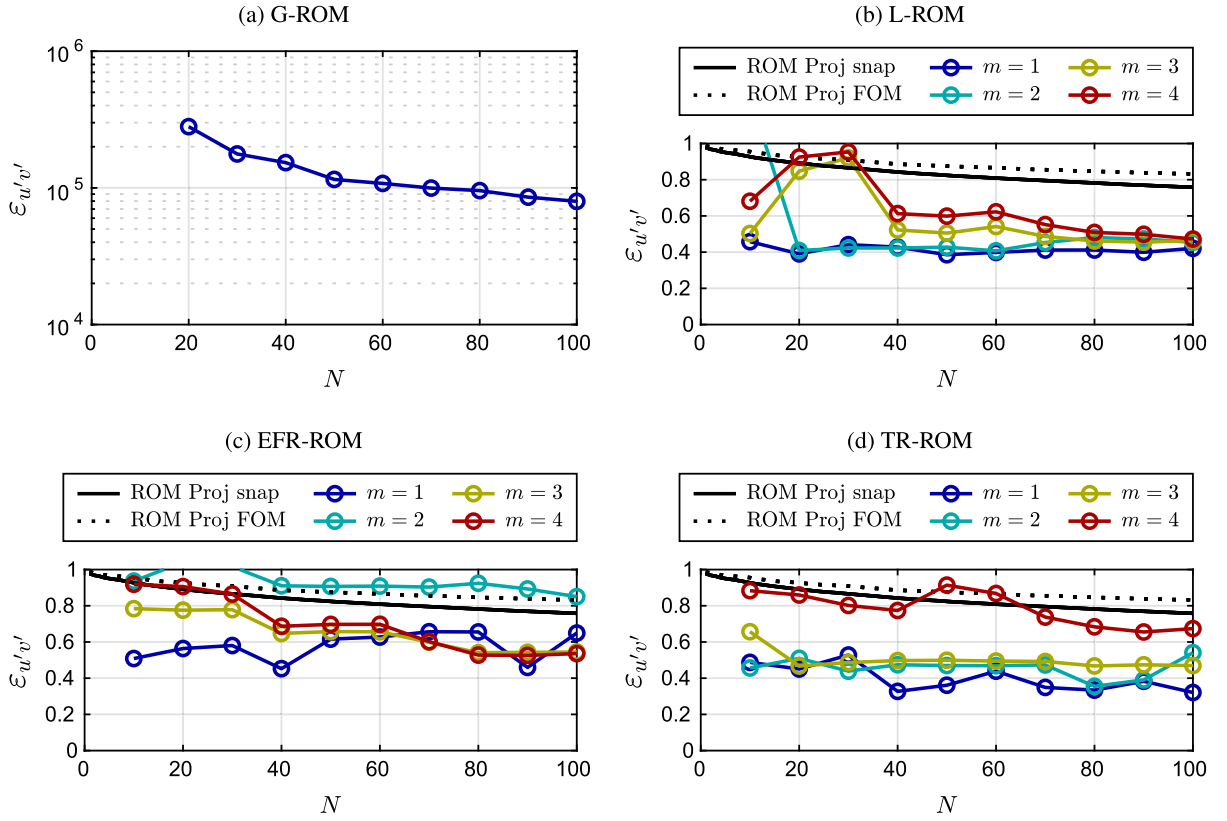 (a) G-ROM
10^6
10^5
10^4
ε_{u'v'}
0 20 40 60 80 100
N
(b) L-ROM
ROM Proj snap m = 1 m = 3
ROM Proj FOM m = 2 m = 4
1
0.8
0.6
0.4
0.2
0
ε_{u'v'}
0 20 40 60 80 100
N
(c) EFR-ROM
ROM Proj snap m = 1 m = 3
ROM Proj FOM m = 2 m = 4
1
0.8
0.6
0.4
0.2
0
ε_{u'v'}
0 20 40 60 80 100
N
(d) TR-ROM
ROM Proj snap m = 1 m = 3
ROM Proj FOM m = 2 m = 4
1
0.8
0.6
0.4
0.2
0
ε_{u'v'}
0 20 40 60 80 100
N